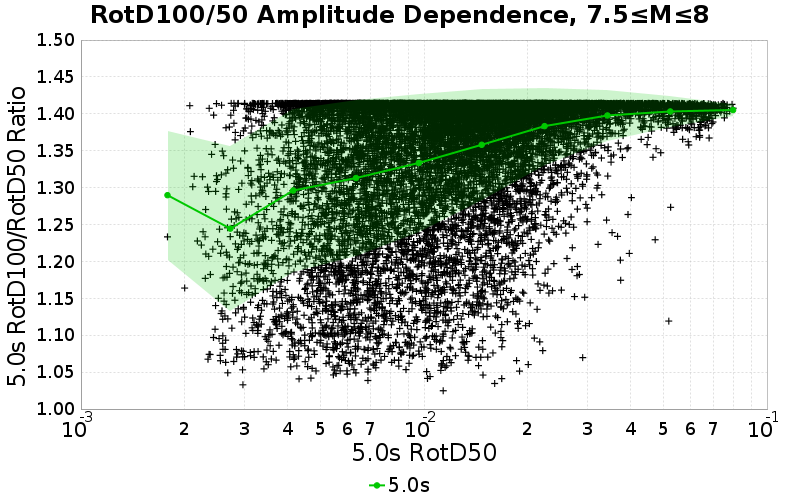 RotD100/50 Amplitude Dependence, 7.5≤M≤8
5.0s RotD100/RotD50 Ratio
1.50
1.45
1.40
1.35
1.30
1.25
1.20
1.15
1.10
1.05
1.00
10^-3 2 3 4 5 6 7 10^-2 2 3 4 5 6 7 10^-1
5.0s RotD50
5.0s